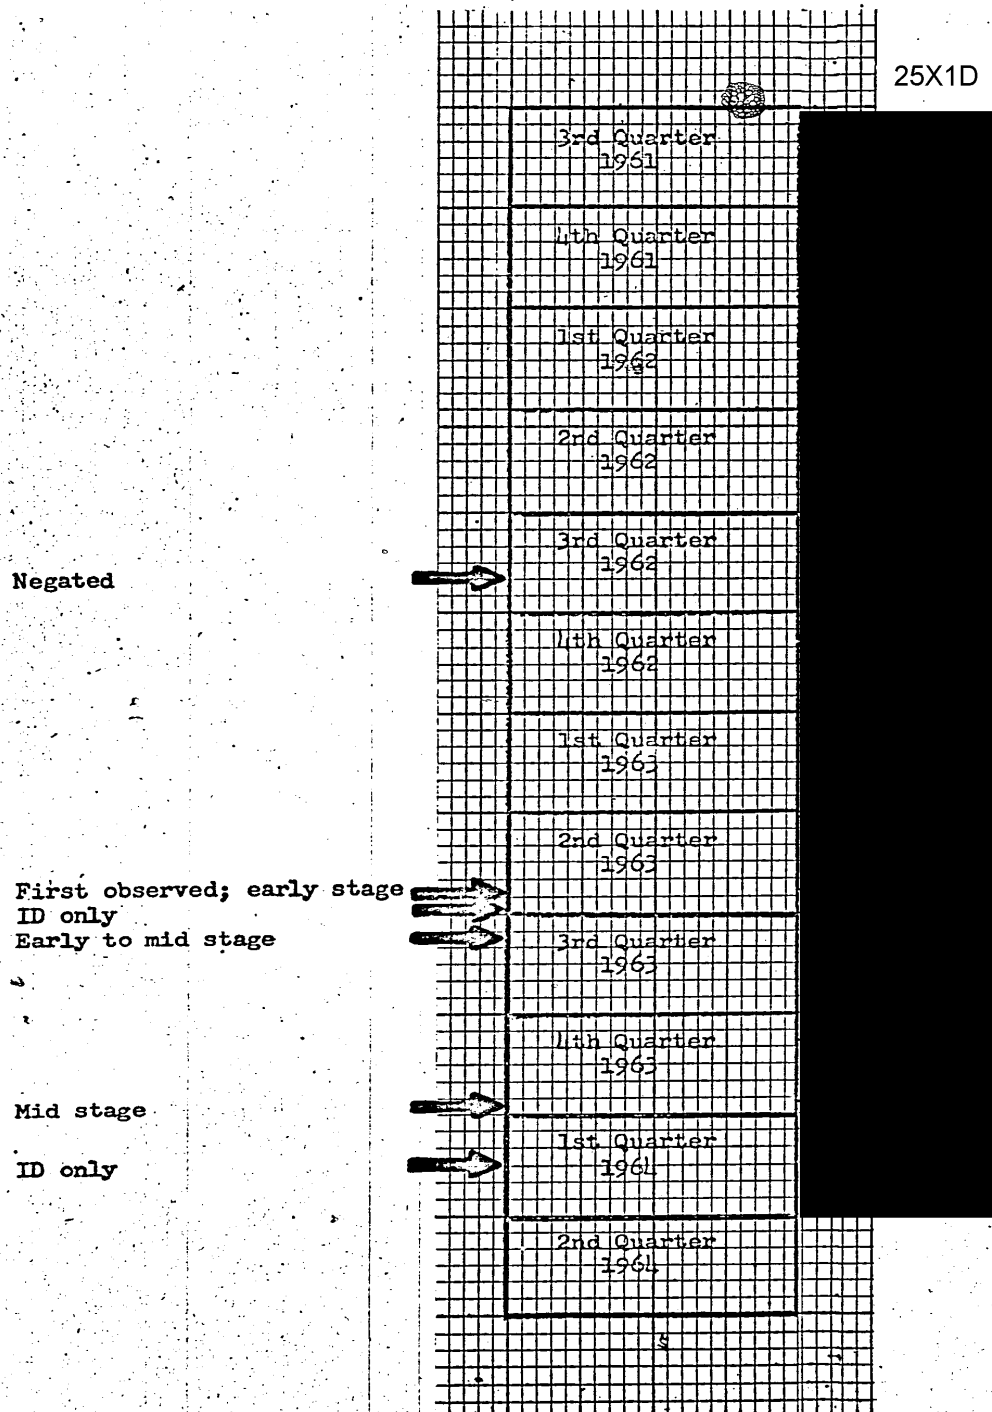 25X1D
3rd Quarter
1961
4th Quarter
1961
1st Quarter
1962
2nd Quarter
1962
3rd Quarter
1962
Negated
4th Quarter
1962
1st Quarter
1963
2nd Quarter
1963
First observed; early stage
ID only
Early to mid stage
3rd Quarter
1963
4th Quarter
1963
Mid stage
1st Quarter
1964
ID only
2nd Quarter
1964